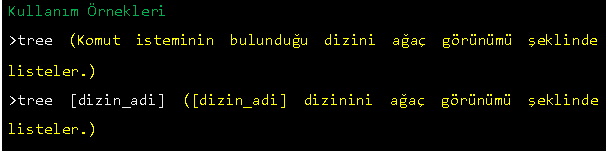 Kullanım Örnekleri
>tree (Komut isteminin bulunduğu dizini ağaç görünümü şeklinde
listeler.)
>tree [dizin_adi] ([dizin_adi] dizinini ağaç görünümü şeklinde
listeler.)